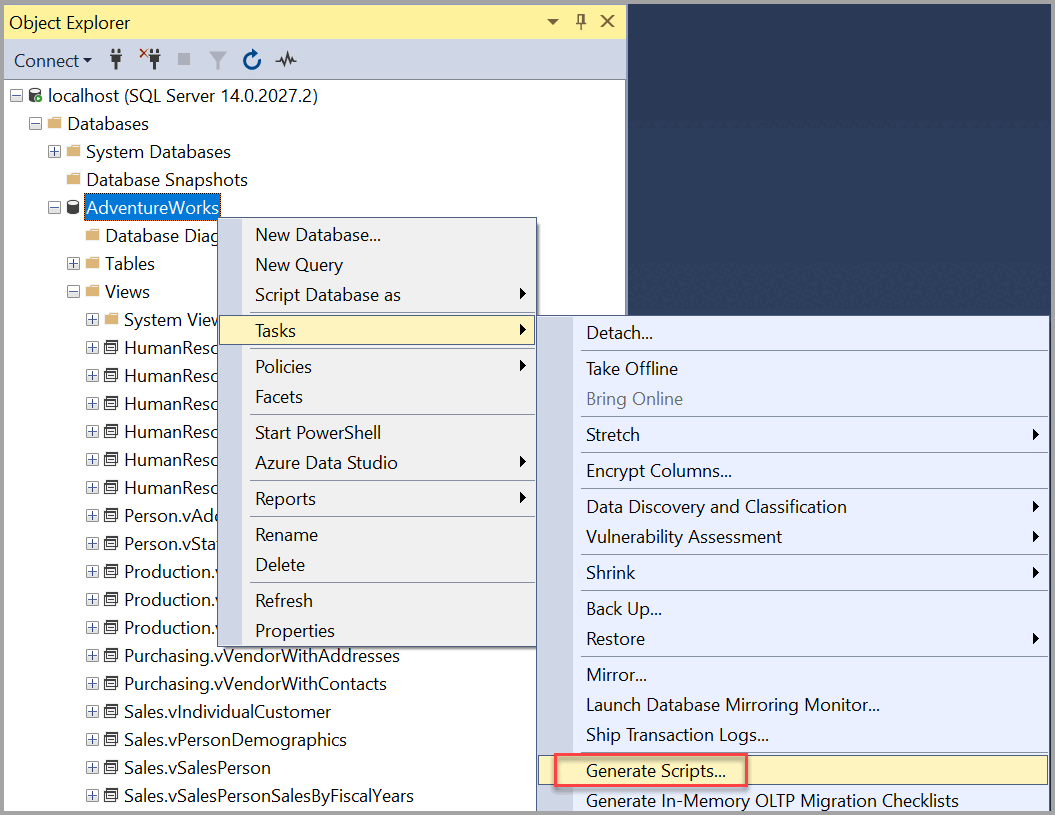 Object Explorer
Connect
localhost (SQL Server 14.0.2027.2)
Databases
System Databases
Database Snapshots
AdventureWorks
Database Diag
Tables
Views
System View
HumanReso
HumanReso
HumanReso
HumanReso
HumanReso
HumanReso
Person.vAdd
Person.vStat
Production.v
Production.v
Production.v
Purchasing.vVendorWithAddresses
Purchasing.vVendorWithContacts
Sales.vIndividualCustomer
Sales.vPersonDemographics
Sales.vSalesPerson
Sales.vSalesPersonSalesByFiscalYears
New Database...
New Query
Script Database as
Tasks
Policies
Facets
Start PowerShell
Azure Data Studio
Reports
Rename
Delete
Refresh
Properties
Detach...
Take Offline
Bring Online
Stretch
Encrypt Columns...
Data Discovery and Classification
Vulnerability Assessment
Shrink
Back Up...
Restore
Mirror...
Launch Database Mirroring Monitor...
Ship Transaction Logs...
Generate Scripts...
Generate In-Memory OLTP Migration Checklists